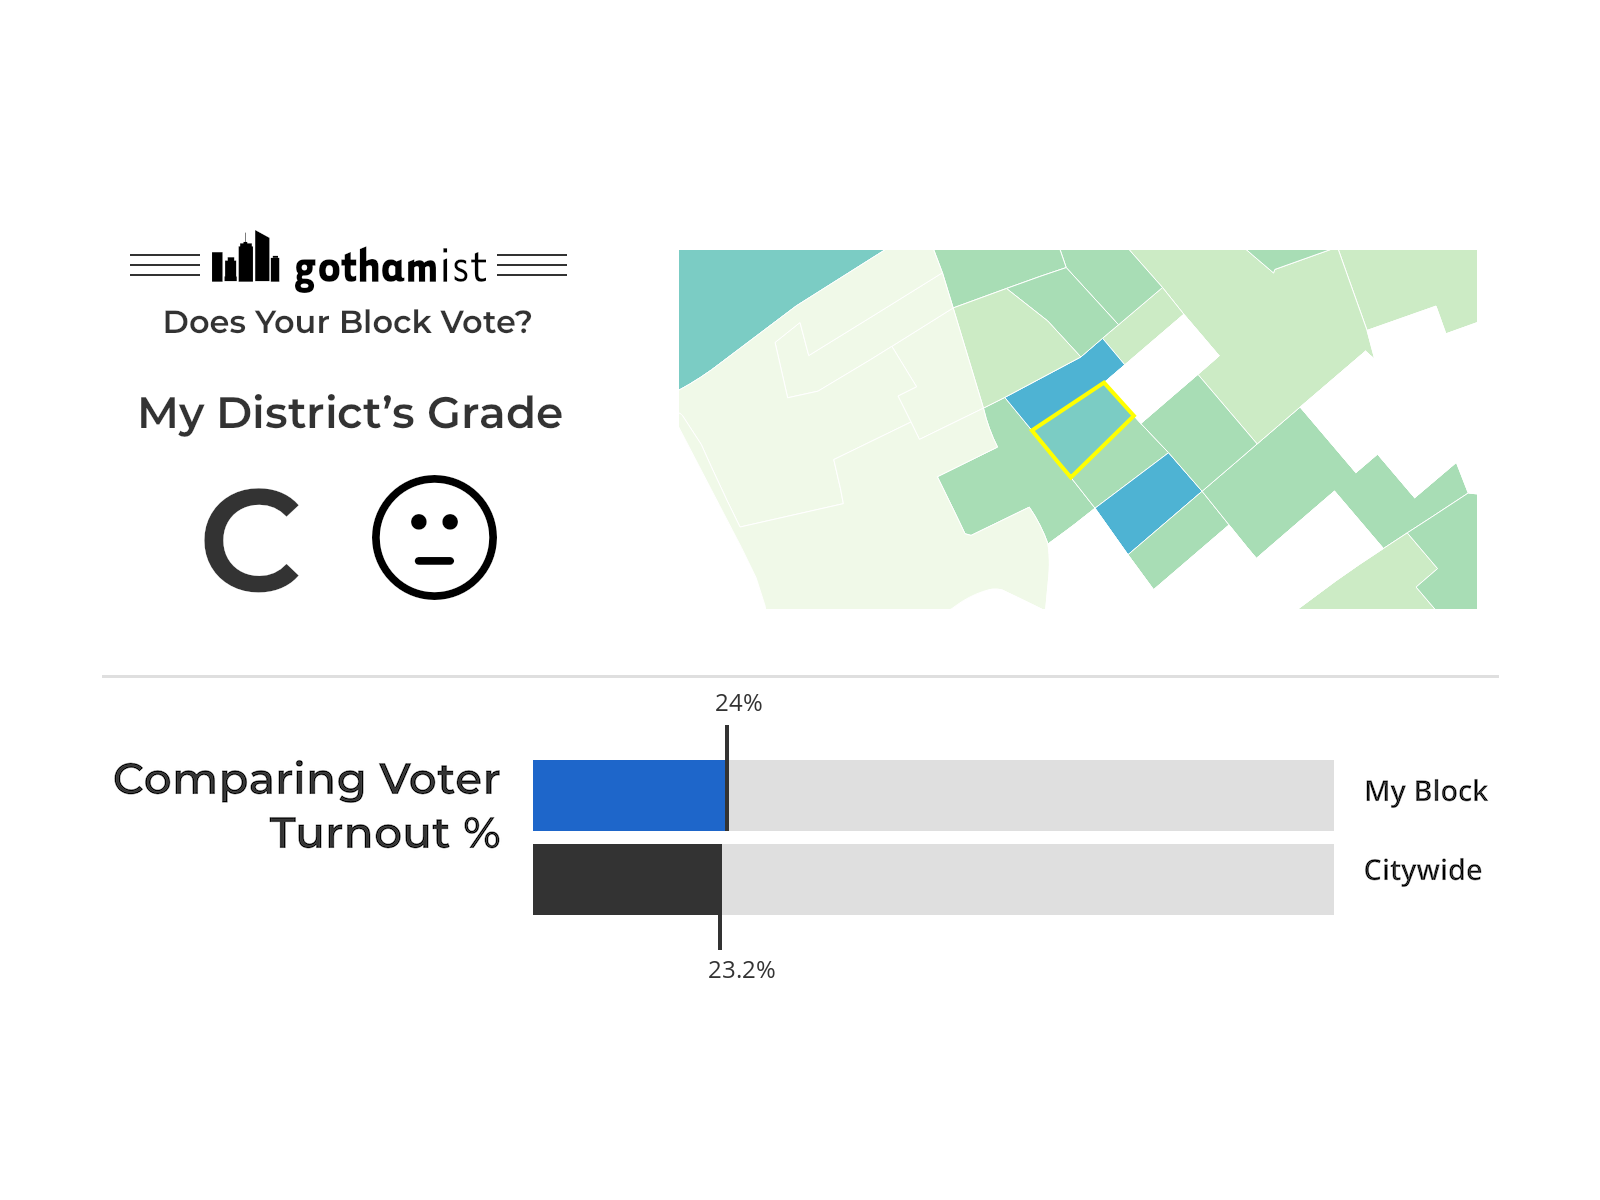 gothamist
Does Your Block Vote?
My District’s Grade
C
24%
Comparing Voter
Turnout %
My Block
Citywide
23.2%